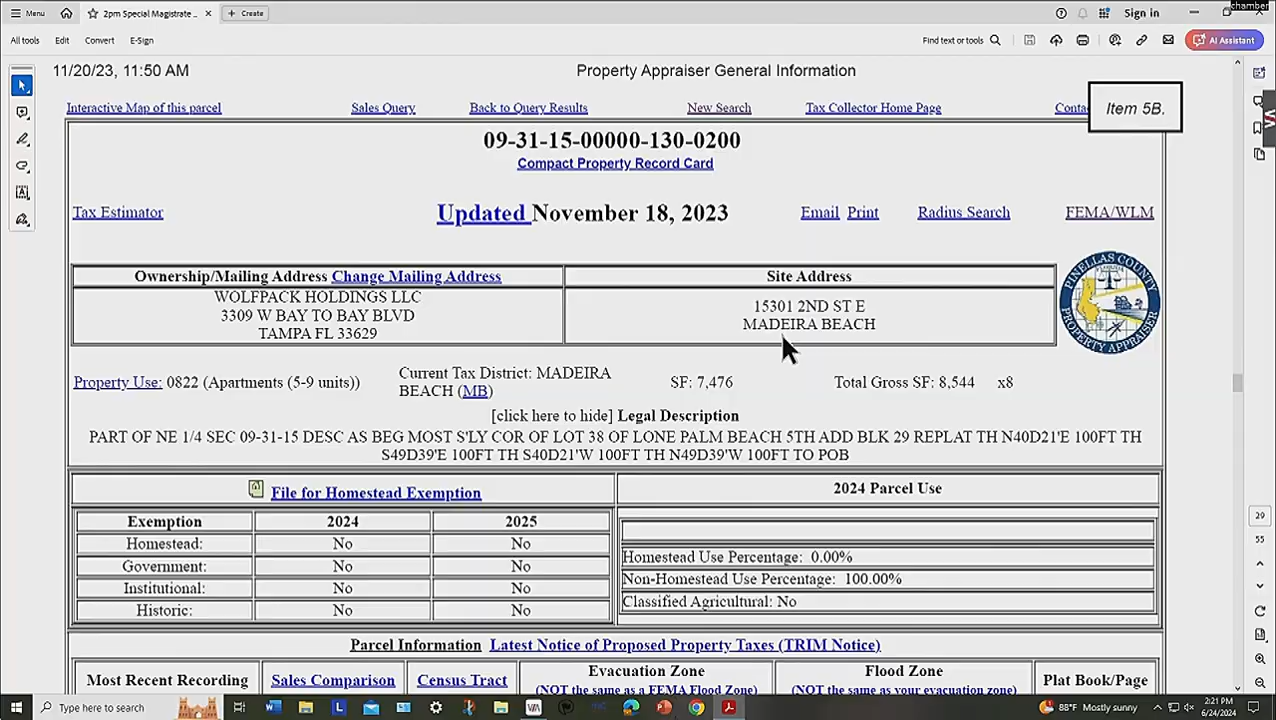 chamber
Menu
2pm Special Magistrate ...
Create
Sign in
All tools
Edit
Convert
E-Sign
Find text or tools
AI Assistant
11/20/23, 11:50 AM
Property Appraiser General Information
Item 5B.
Interactive Map of this parcel
Sales Query
Back to Query Results
New Search
Tax Collector Home Page
Conta
09-31-15-00000-130-0200
Compact Property Record Card
Tax Estimator
Updated November 18, 2023
Email Print
Radius Search
FEMA/WLM
Ownership/Mailing Address Change Mailing Address
Site Address
WOLFPACK HOLDINGS LLC
3309 W BAY TO BAY BLVD
TAMPA FL 33629
15301 2ND ST E
MADEIRA BEACH
PINELLAS COUNTY
PROPERTY APPRAISER
Property Use: 0822 (Apartments (5-9 units))
Current Tax District: MADEIRA
BEACH (MB)
SF: 7,476
Total Gross SF: 8,544
x8
[click here to hide] Legal Description
PART OF NE 1/4 SEC 09-31-15 DESC AS BEG MOST S'LY COR OF LOT 38 OF LONE PALM BEACH 5TH ADD BLK 29 REPLAT TH N40D21'E 100FT TH
S49D39'E 100FT TH S40D21'W 100FT TH N49D39'W 100FT TO POB
File for Homestead Exemption
2024 Parcel Use
Exemption 2024 2025
Homestead: No No
Government: No No
Institutional: No No
Historic: No No
Homestead Use Percentage: 0.00%
Non-Homestead Use Percentage: 100.00%
Classified Agricultural: No
29
55
Parcel Information Latest Notice of Proposed Property Taxes (TRIM Notice)
Most Recent Recording
Sales Comparison
Census Tract
Evacuation Zone
(NOT the same as a FEMA Flood Zone)
Flood Zone
(NOT the same as your evacuation zone)
Plat Book/Page
Type here to search
88°F Mostly sunny
2:21 PM
6/24/2024